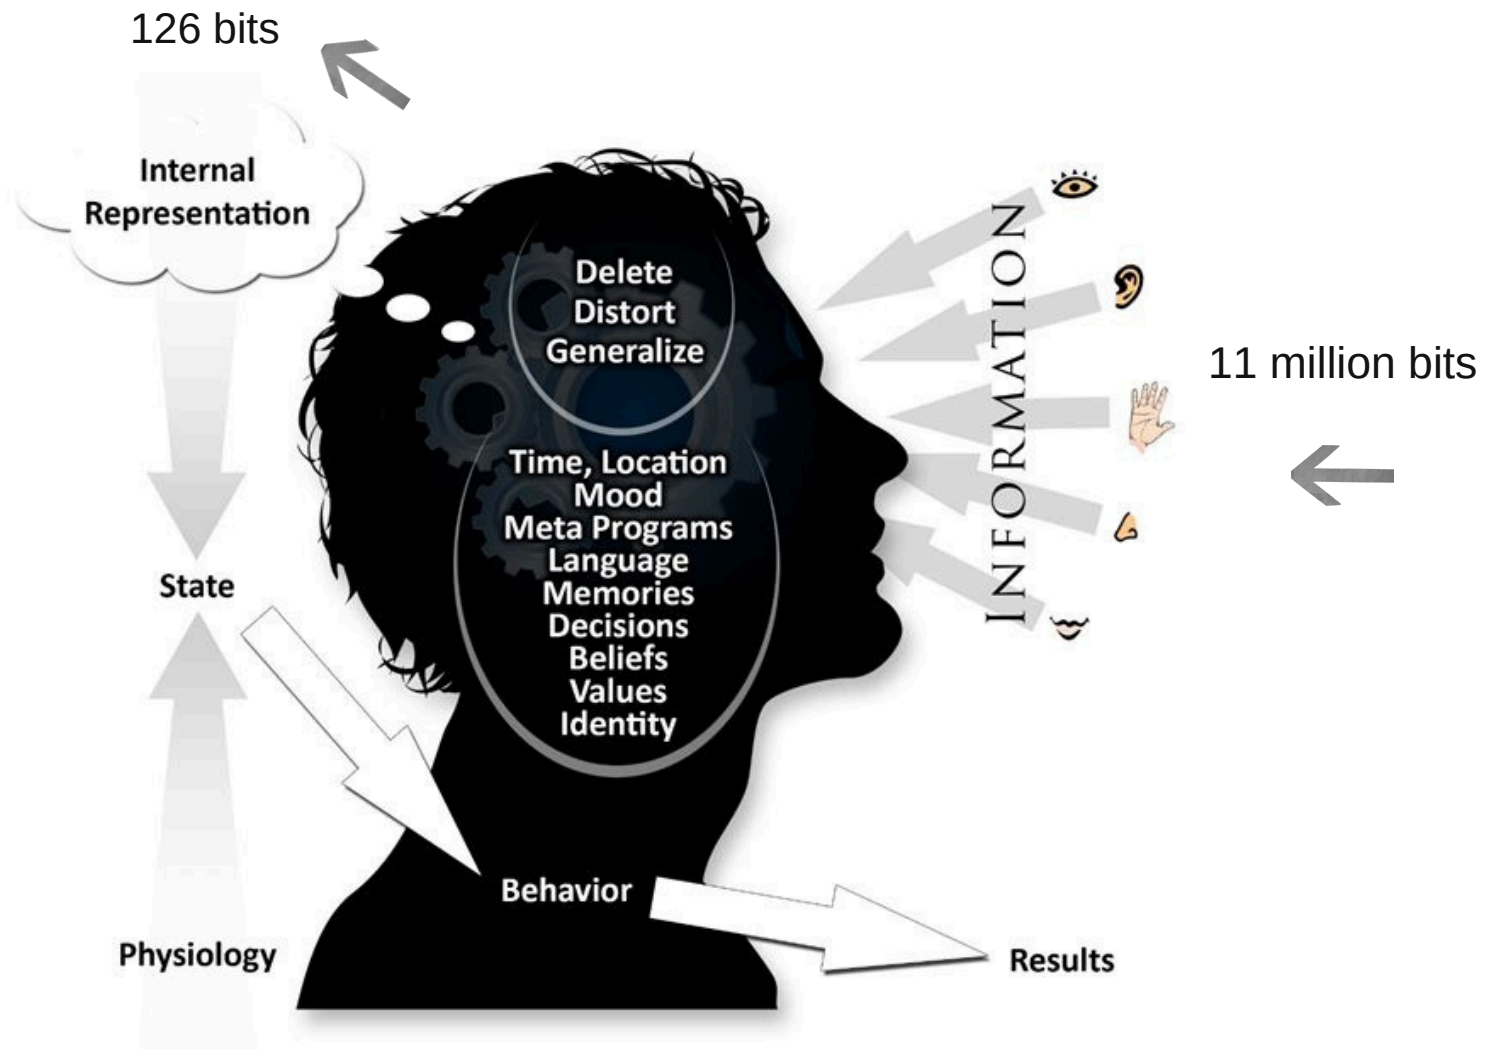 126 bits
Internal
Representation
Delete
Distort
Generalize
INFORMATION
11 million bits
Time, Location
Mood
Meta Programs
Language
Memories
Decisions
Beliefs
Values
Identity
State
Behavior
Physiology
Results